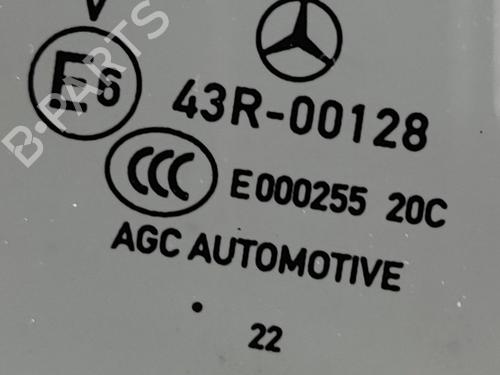 V
E6
43R-00128
CCC E000255 20C
AGC AUTOMOTIVE
. 22
B-PARTS